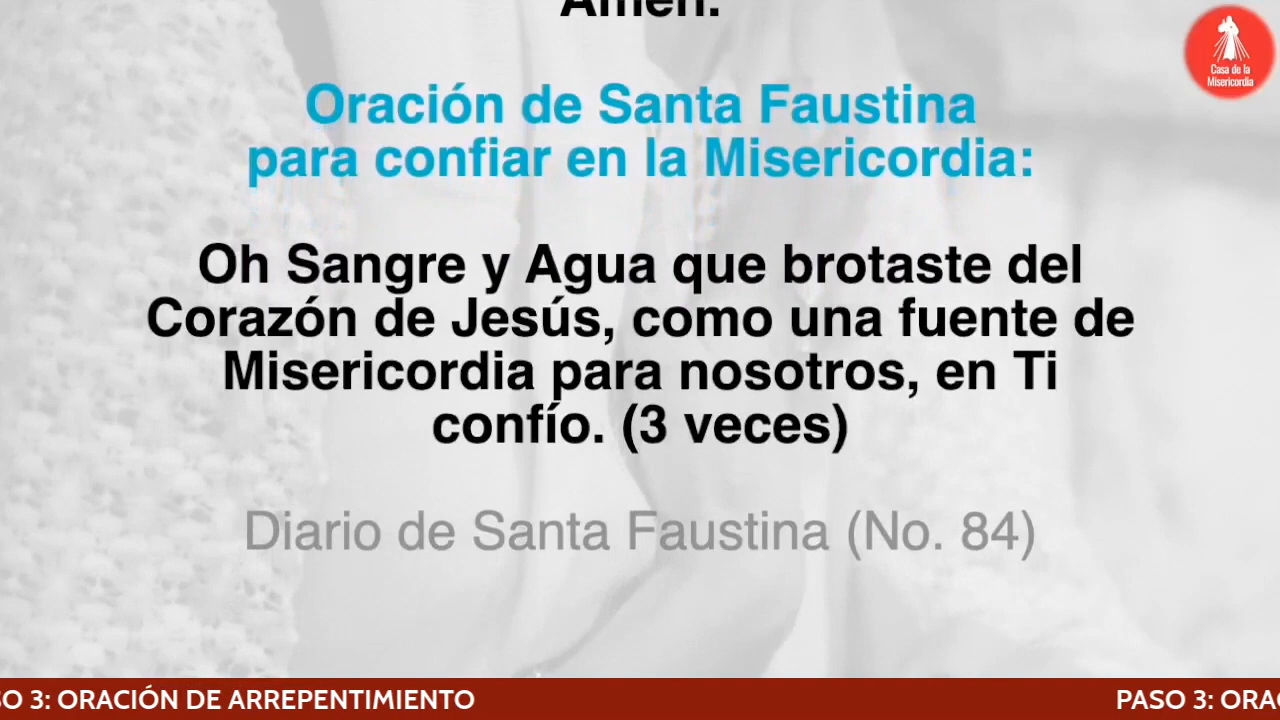 Amén.
Casa de la
Misericordia
Oración de Santa Faustina
para confiar en la Misericordia:
Oh Sangre y Agua que brotaste del
Corazón de Jesús, como una fuente de
Misericordia para nosotros, en Ti
confío. (3 veces)
Diario de Santa Faustina (No. 84)
SO 3: ORACIÓN DE ARREPENTIMIENTO
PASO 3: ORAC